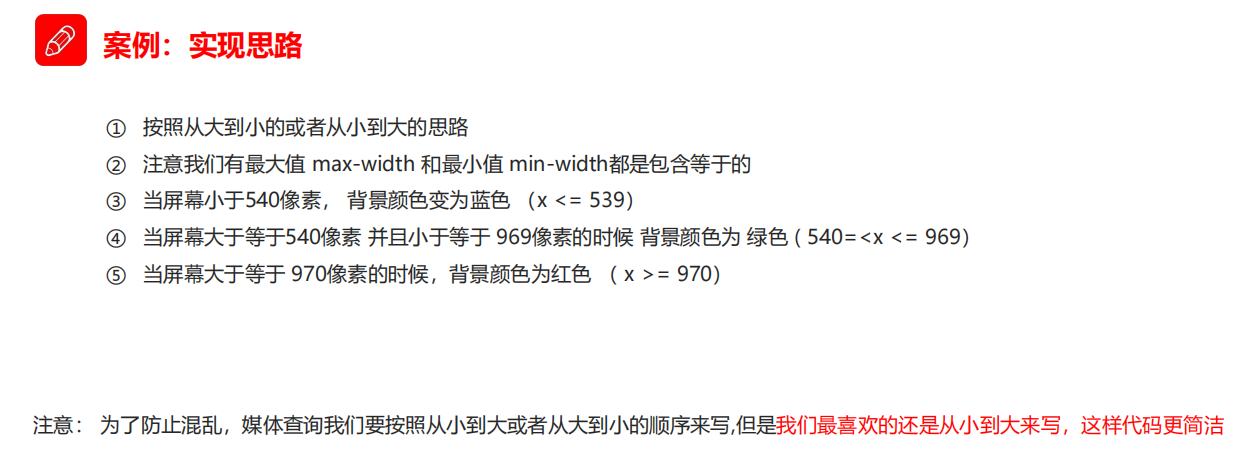 案例：实现思路
① 按照从大到小的或者从小到大的思路
② 注意我们有最大值 max-width 和最小值 min-width都是包含等于的
③ 当屏幕小于540像素， 背景颜色变为蓝色 （x <= 539）
④ 当屏幕大于等于540像素 并且小于等于 969像素的时候 背景颜色为 绿色 ( 540=<x <= 969）
⑤ 当屏幕大于等于 970像素的时候，背景颜色为红色 （ x >= 970）
注意： 为了防止混乱，媒体查询我们要按照从小到大或者从大到小的顺序来写,但是我们最喜欢的还是从小到大来写，这样代码更简洁